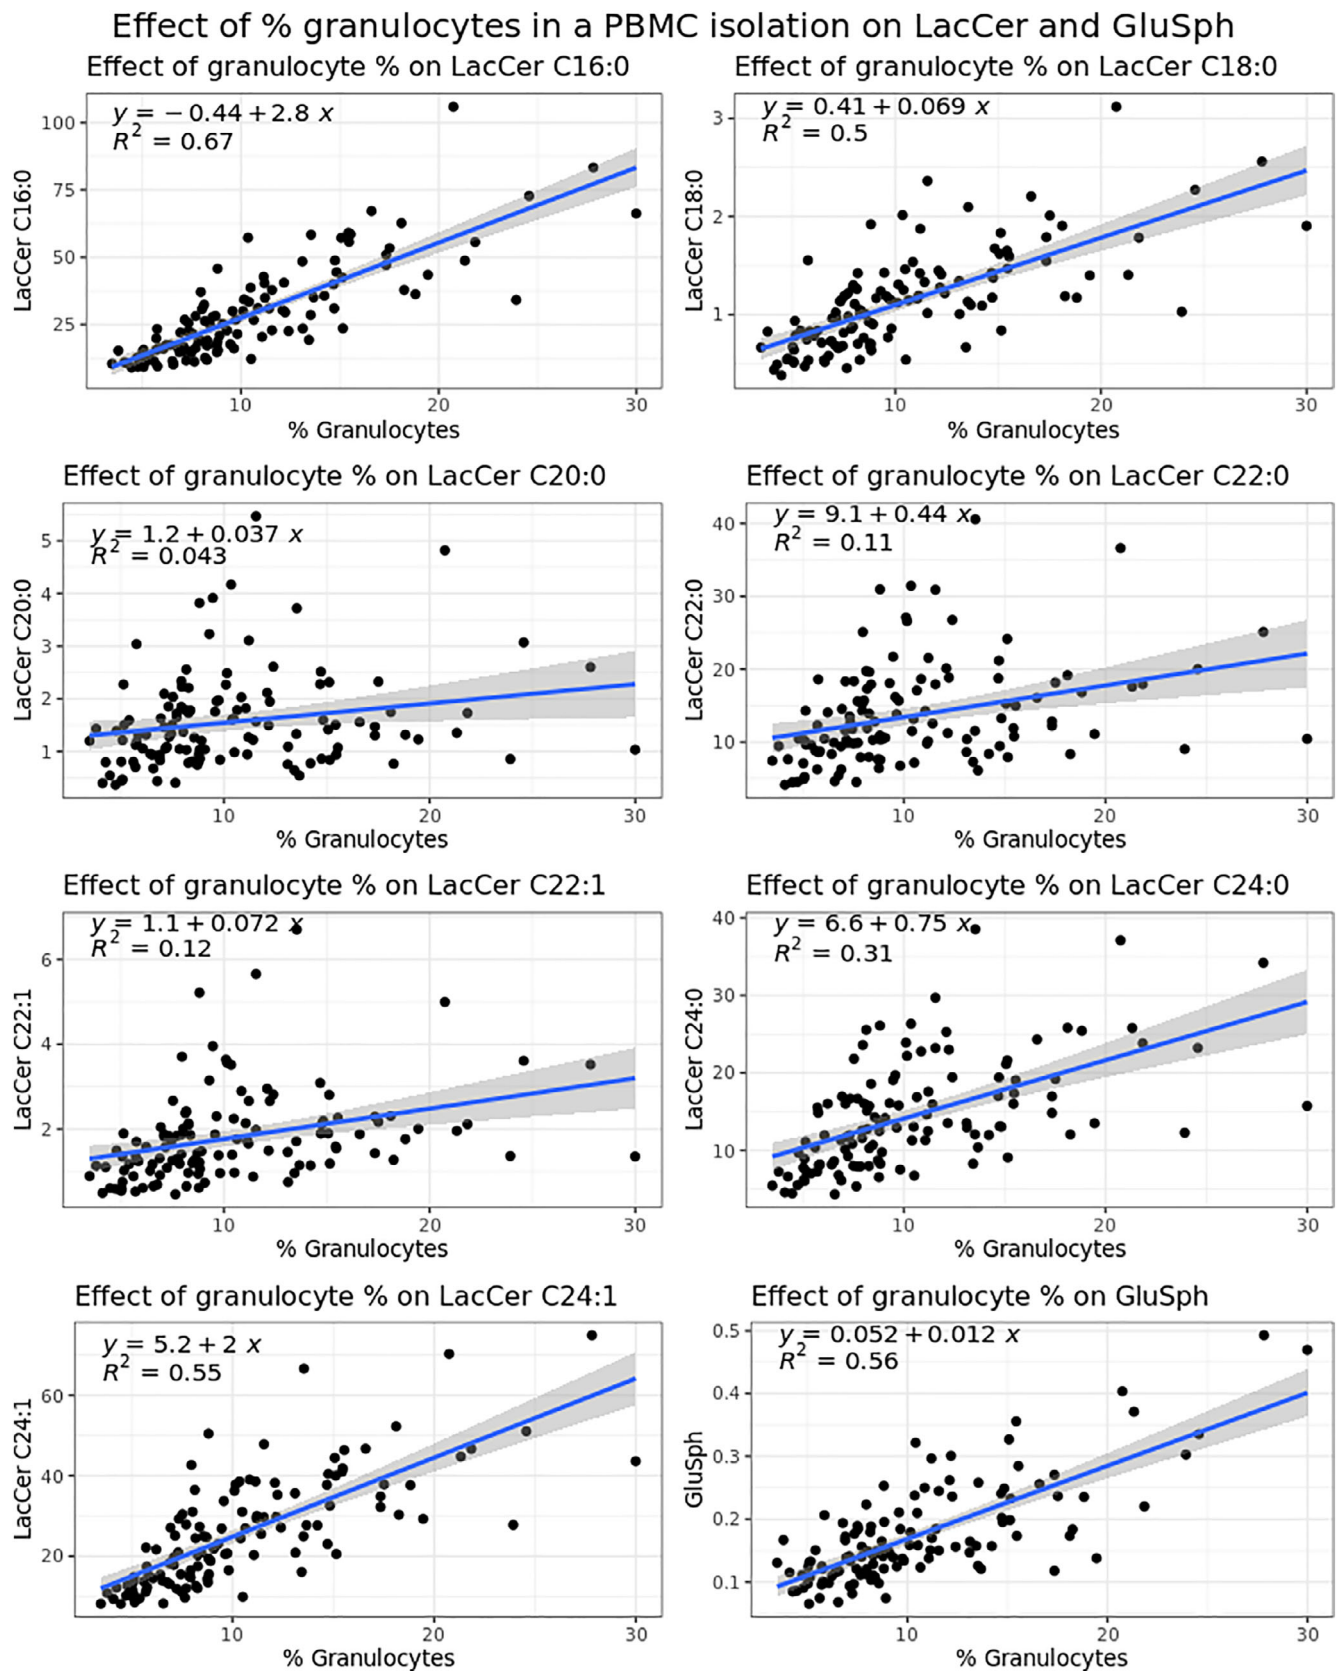 Effect of % granulocytes in a PBMC isolation on LacCer and GluSph
Effect of granulocyte % on LacCer C16:0
y = − 0.44 + 2.8 x
R² = 0.67
LacCer C16:0
100
75
50
25
10 20 30
% Granulocytes
Effect of granulocyte % on LacCer C18:0
y = 0.41 + 0.069 x
R² = 0.5
LacCer C18:0
3
2
1
10 20 30
% Granulocytes
Effect of granulocyte % on LacCer C20:0
y = 1.2 + 0.037 x
R² = 0.043
LacCer C20:0
5
4
3
2
1
10 20 30
% Granulocytes
Effect of granulocyte % on LacCer C22:0
y = 9.1 + 0.44 x
R² = 0.11
LacCer C22:0
40
30
20
10
10 20 30
% Granulocytes
Effect of granulocyte % on LacCer C22:1
y = 1.1 + 0.072 x
R² = 0.12
LacCer C22:1
6
4
2
10 20 30
% Granulocytes
Effect of granulocyte % on LacCer C24:0
y = 6.6 + 0.75 x
R² = 0.31
LacCer C24:0
40
30
20
10
10 20 30
% Granulocytes
Effect of granulocyte % on LacCer C24:1
y = 5.2 + 2 x
R² = 0.55
LacCer C24:1
60
40
20
10 20 30
% Granulocytes
Effect of granulocyte % on GluSph
y = 0.052 + 0.012 x
R² = 0.56
GluSph
0.5
0.4
0.3
0.2
0.1
10 20 30
% Granulocytes